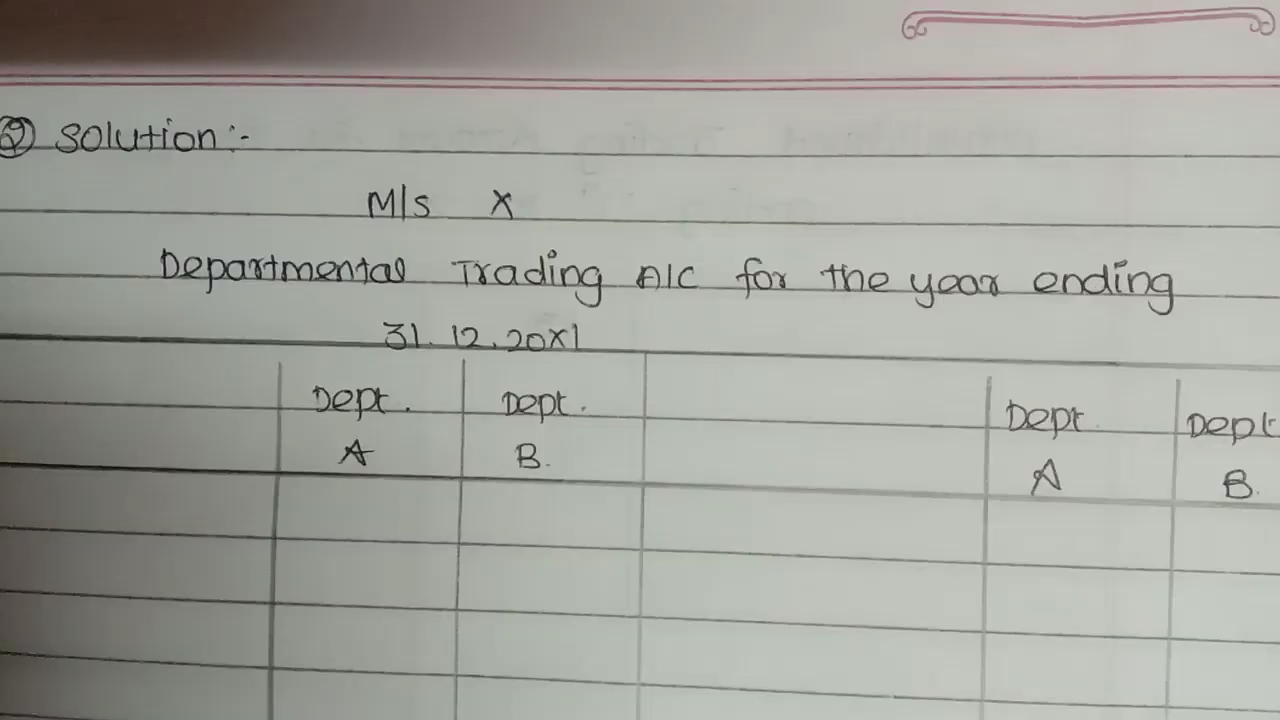 ② Solution:-
M/s X
Departmental Trading A/C for the year ending
31.12.20X1
Dept. Dept. Dept. Dept
A B. A B.